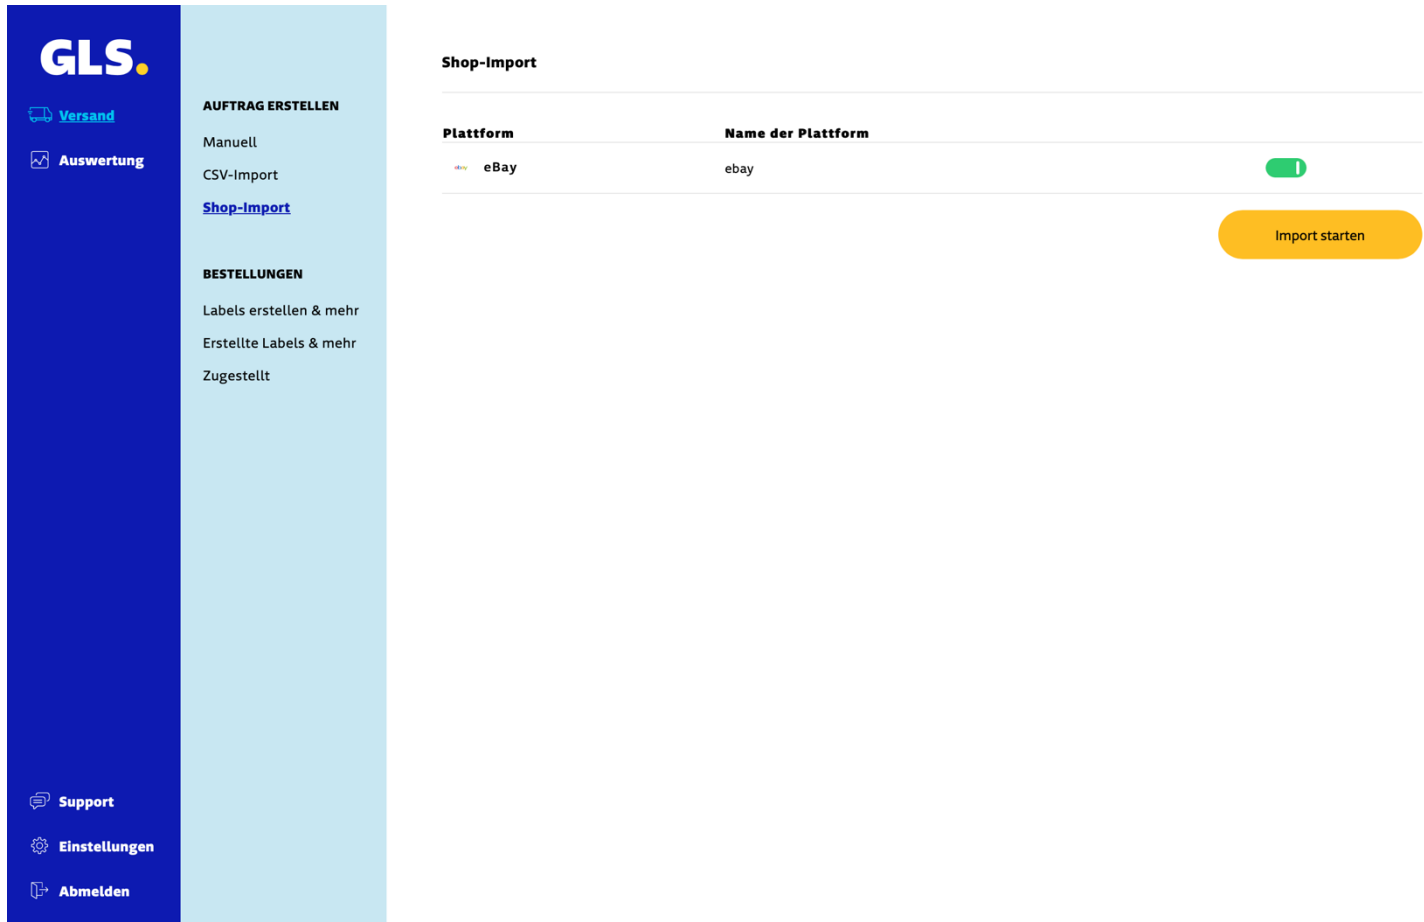 GLS.
Versand
Auswertung
Support
Einstellungen
Abmelden
AUFTRAG ERSTELLEN
Manuell
CSV-Import
Shop-Import
BESTELLUNGEN
Labels erstellen & mehr
Erstellte Labels & mehr
Zugestellt
Shop-Import
Plattform Name der Plattform
ebay eBay ebay
Import starten